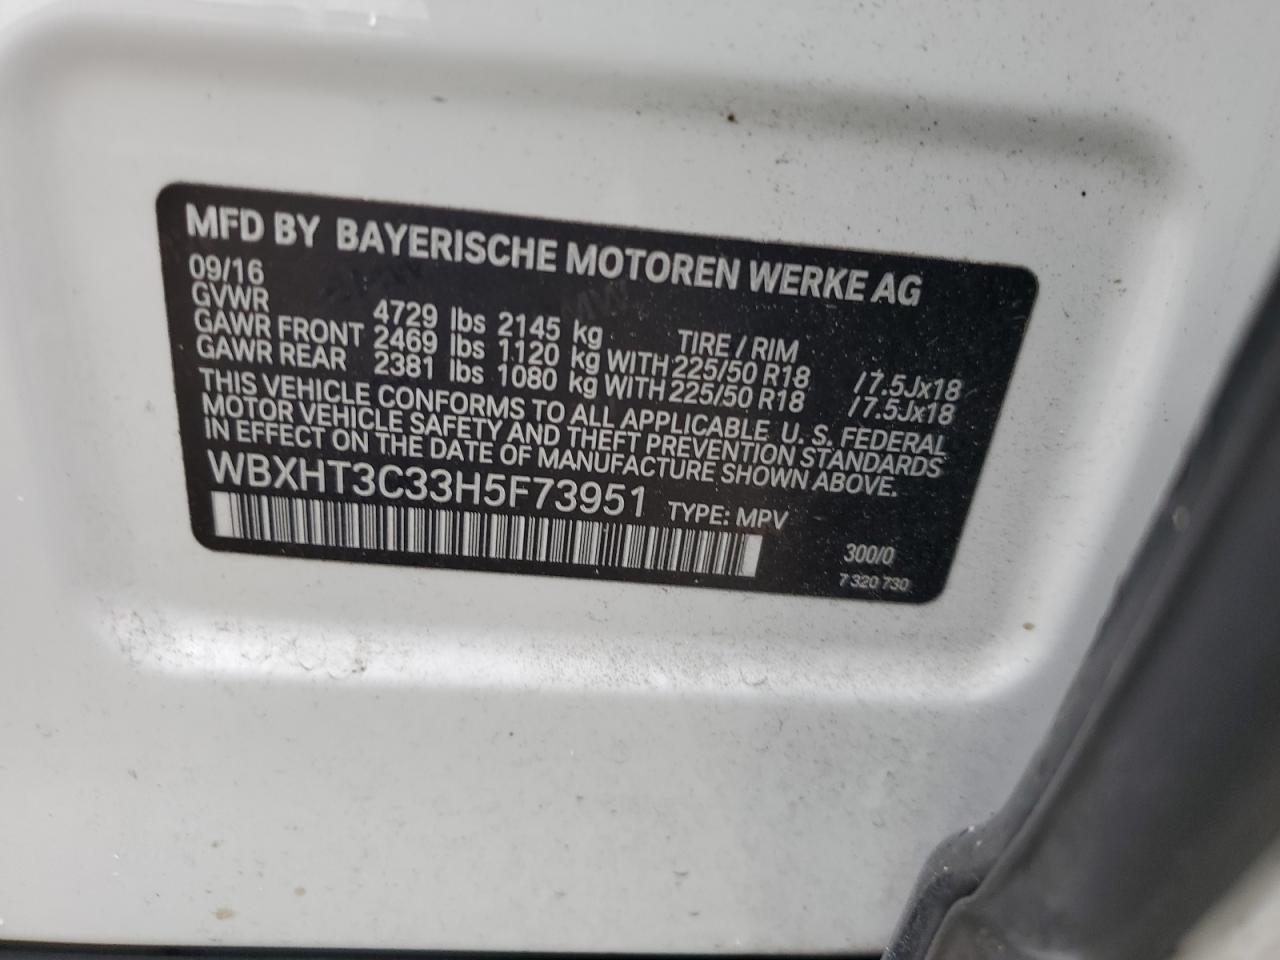 MFD BY BAYERISCHE MOTOREN WERKE AG
09/16
GVWR 4729 lbs 2145 kg TIRE / RIM
GAWR FRONT 2469 lbs 1120 kg WITH 225/50 R18 / 7.5Jx18
GAWR REAR 2381 lbs 1080 kg WITH 225/50 R18 / 7.5Jx18
THIS VEHICLE CONFORMS TO ALL APPLICABLE U. S. FEDERAL
MOTOR VEHICLE SAFETY AND THEFT PREVENTION STANDARDS
IN EFFECT ON THE DATE OF MANUFACTURE SHOWN ABOVE.
WBXHT3C33H5F73951 TYPE: MPV
300/0
7 320 730